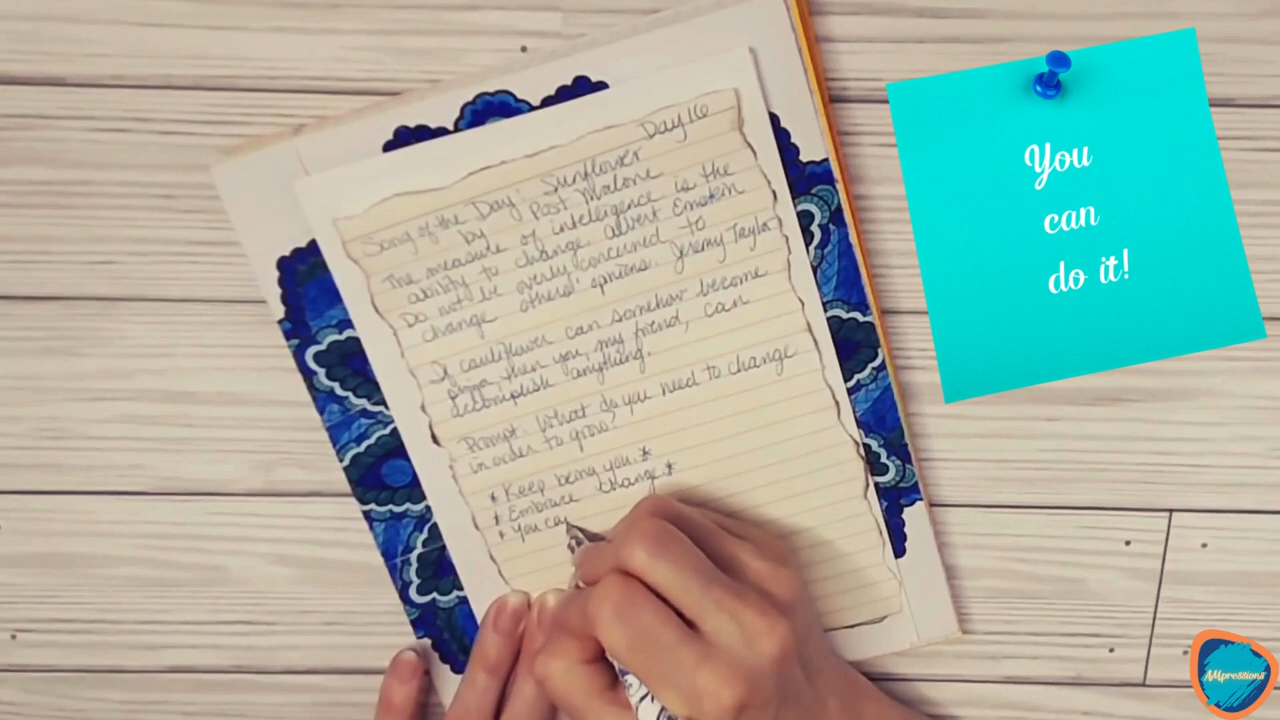 Day 16
Song of the Day: Sunflower
by Post Malone
The measure of intelligence is the
ability to change. Albert Einstein
Do not be overly concerned to
change others' opinions. Jeremy Taylor
If cauliflower can somehow become
pizza, then you, my friend, can
accomplish anything.
Prompt: What do you need to change
in order to grow?
* Keep being you. *
* Embrace change. *
* You can
You
can
do it!
AMpressions